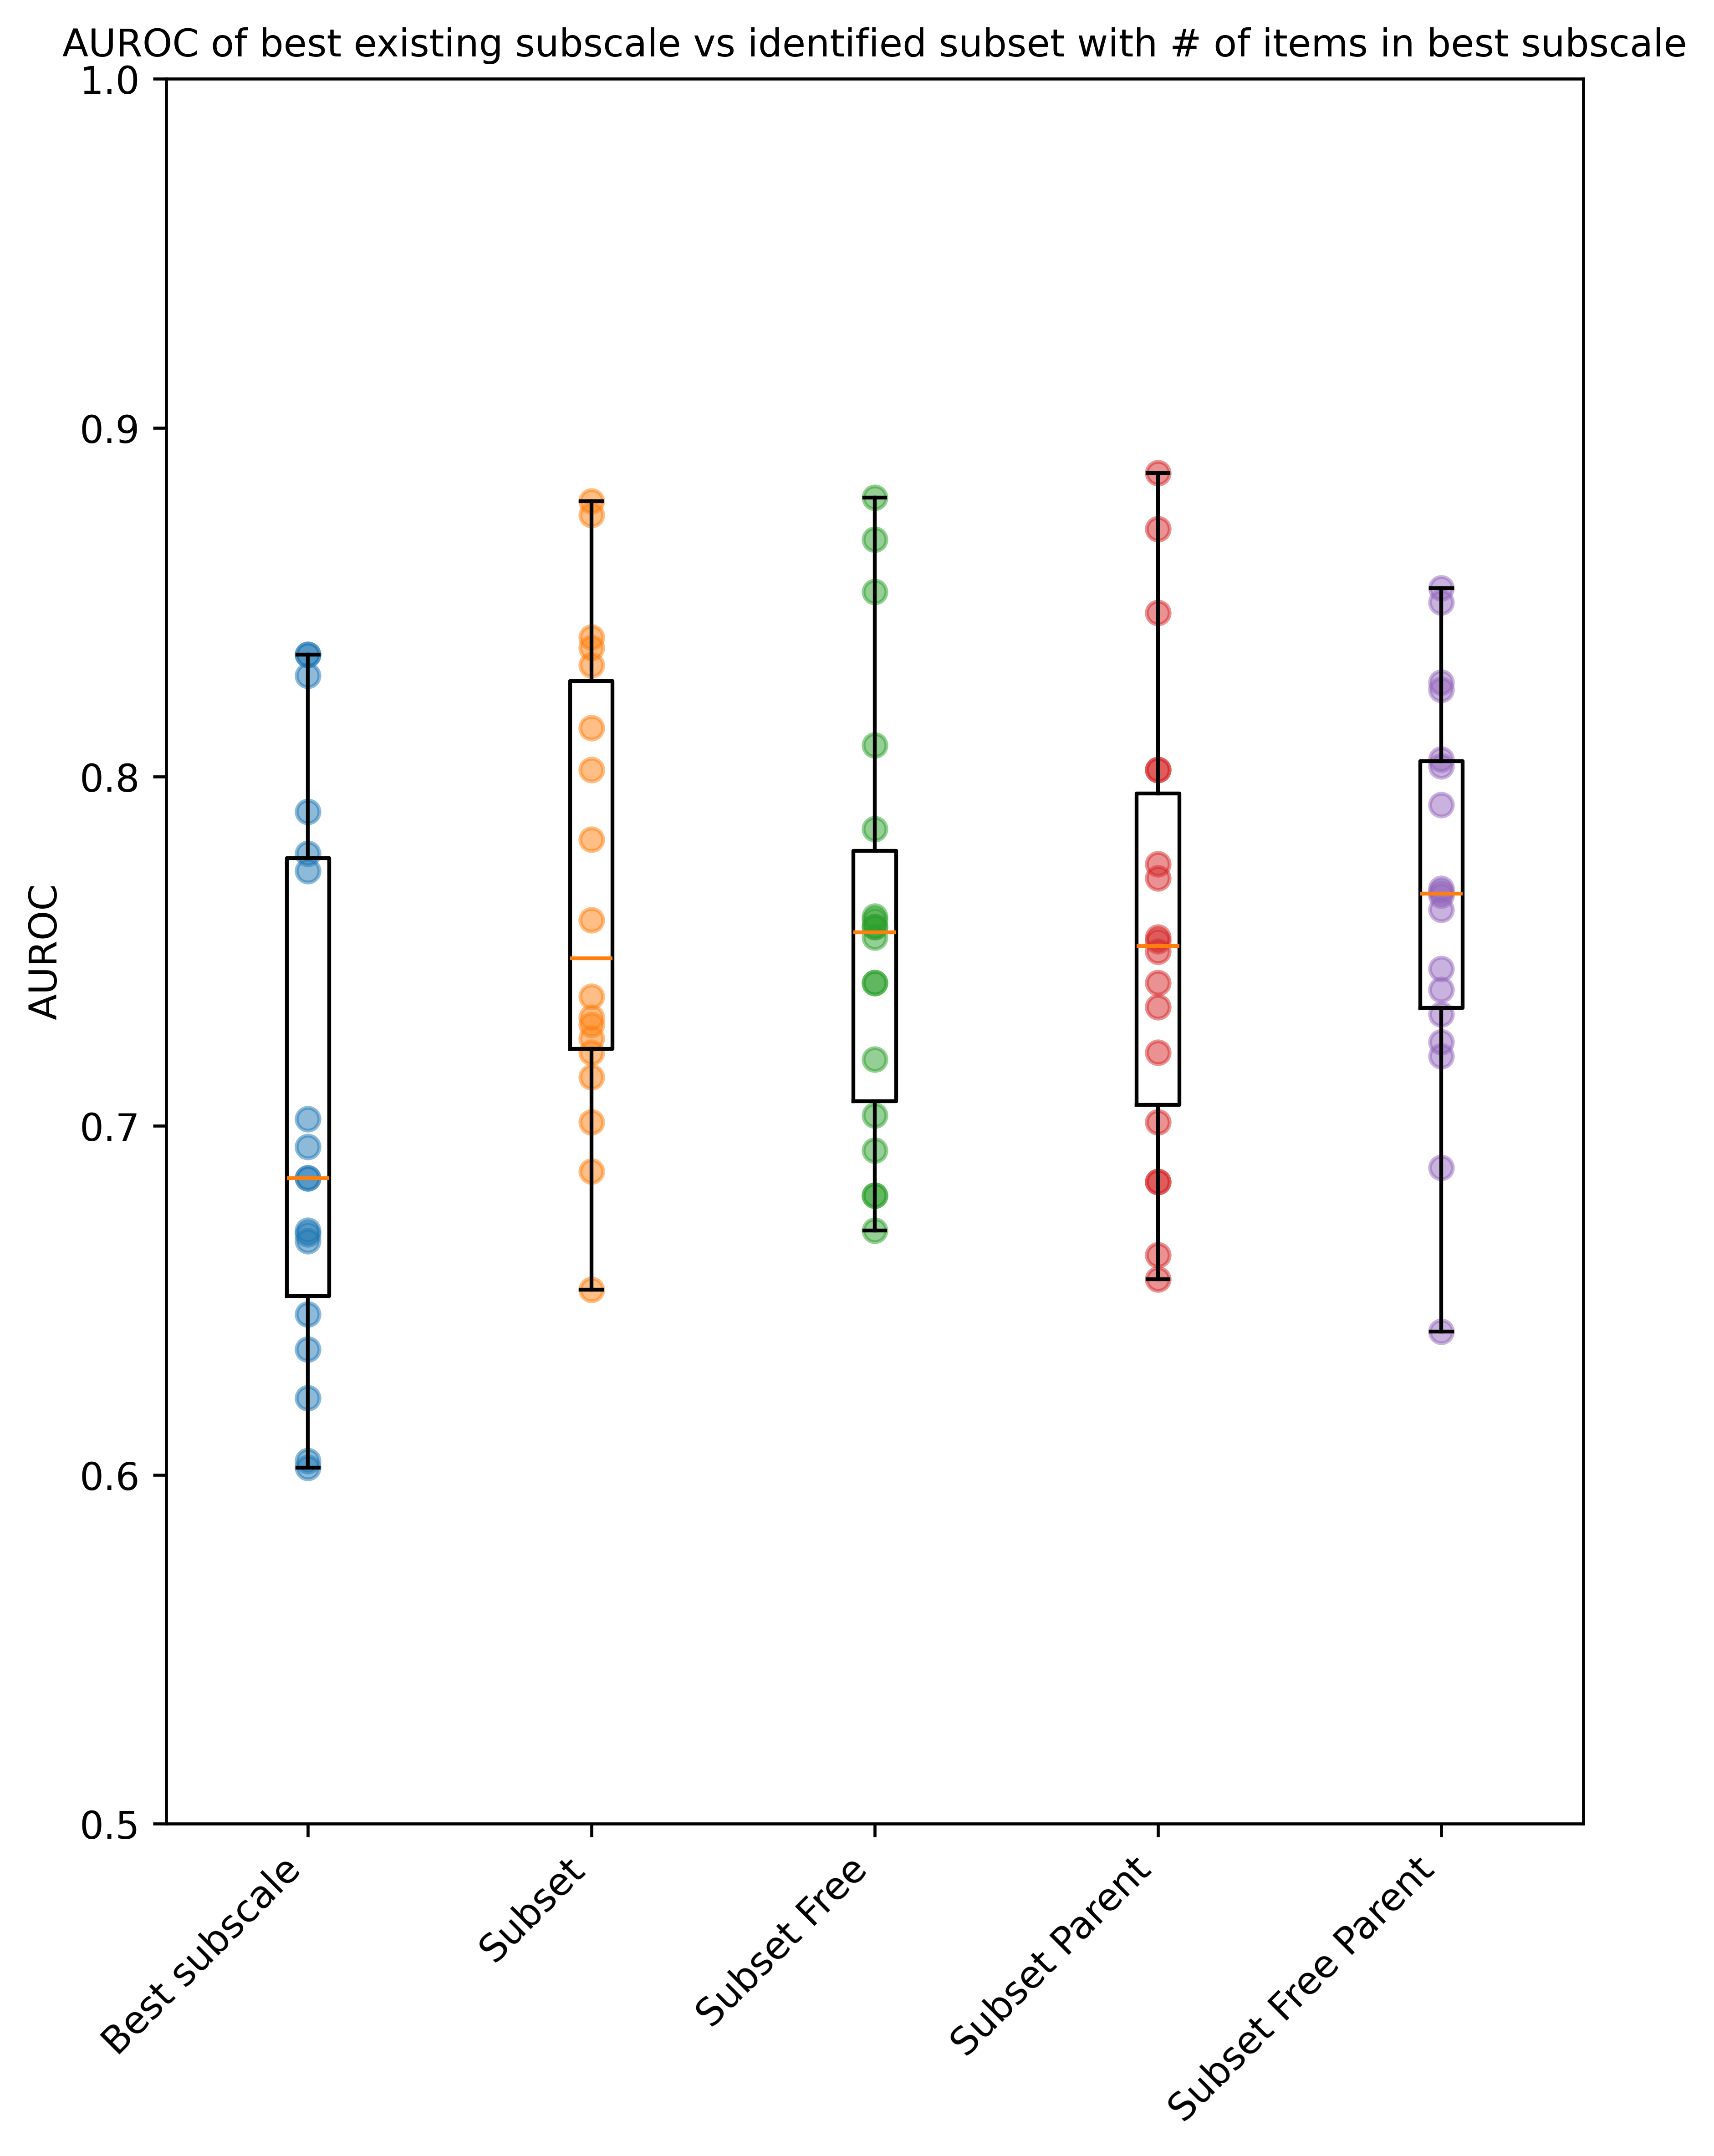 AUROC of best existing subscale vs identified subset with # of items in best subscale
1.0
0.9
0.8
0.7
0.6
0.5
AUROC
Best subscale
Subset
Subset Free
Subset Parent
Subset Free Parent